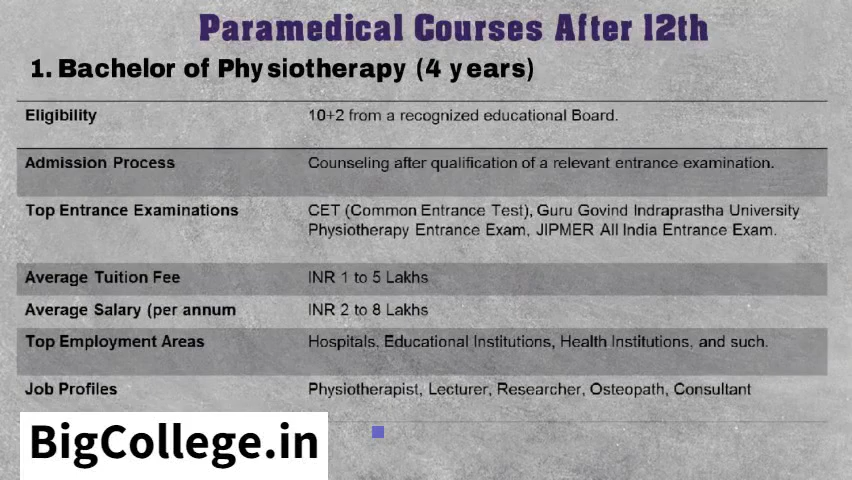 Paramedical Courses After 12th
1. Bachelor of Physiotherapy (4 years)
Eligibility 10+2 from a recognized educational Board.
Admission Process Counseling after qualification of a relevant entrance examination.
Top Entrance Examinations CET (Common Entrance Test), Guru Govind Indraprastha University
Physiotherapy Entrance Exam, JIPMER All India Entrance Exam.
Average Tuition Fee INR 1 to 5 Lakhs
Average Salary (per annum INR 2 to 8 Lakhs
Top Employment Areas Hospitals, Educational Institutions, Health Institutions, and such.
Job Profiles Physiotherapist, Lecturer, Researcher, Osteopath, Consultant
BigCollege.in